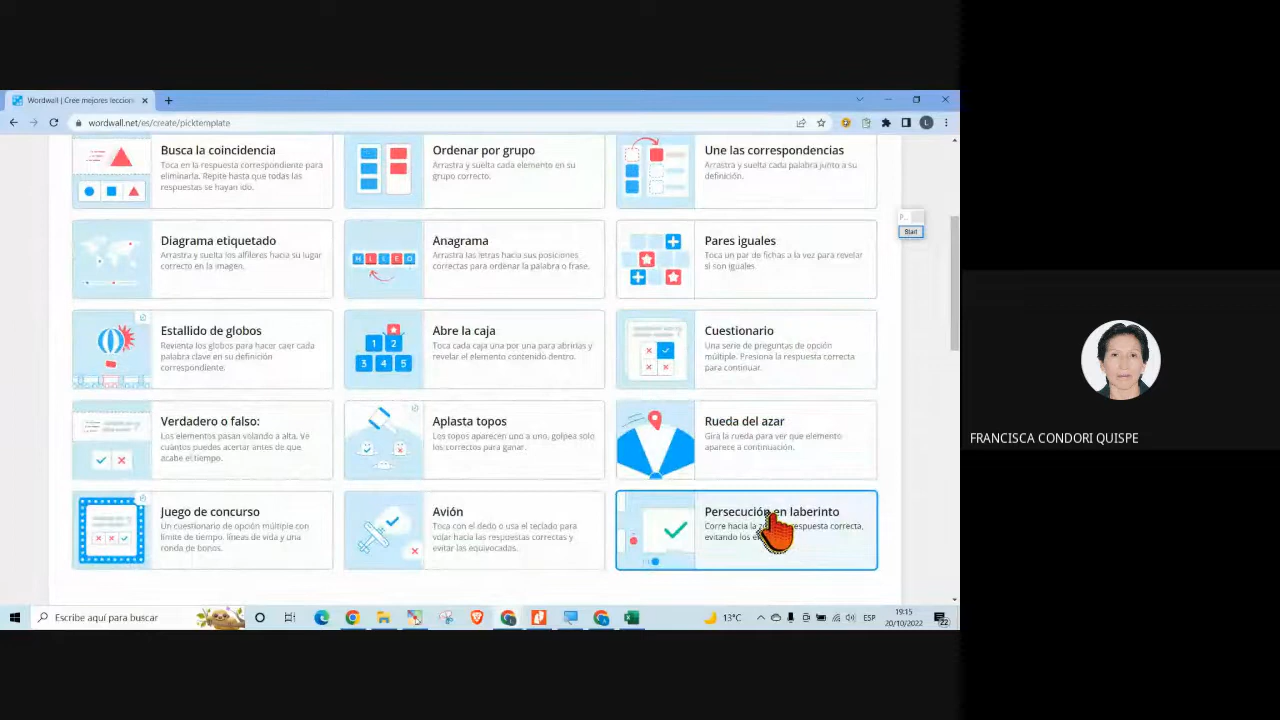 Wordwall | Cree mejores leccion
wordwall.net/es/create/picktemplate
Busca la coincidencia
Toca en la respuesta correspondiente para
eliminarla. Repite hasta que todas las
respuestas se hayan ido.
Ordenar por grupo
Arrastra y suelta cada elemento en su
grupo correcto.
Une las correspondencias
Arrastra y suelta cada palabra junto a su
definición.
Diagrama etiquetado
Arrastra y suelta los alfileres hacia su lugar
correcto en la imagen.
Anagrama
Arrastra las letras hacia sus posiciones
correctas para ordenar la palabra o frase.
Pares iguales
Toca un par de fichas a la vez para revelar
si son iguales
Start
Estallido de globos
Revienta los globos para hacer caer cada
palabra clave en su definición
correspondiente.
1 2
3 4 5
Abre la caja
Toca cada caja una por una para abrirlas y
revelar el elemento contenido dentro.
Cuestionario
Una serie de preguntas de opción
múltiple. Presiona la respuesta correcta
para continuar.
Verdadero o falso:
Los elementos pasan volando a alta. Ve
cuántos puedes acertar antes de que
acabe el tiempo.
Aplasta topos
Los topos aparecen uno a uno, golpea solo
los correctos para ganar.
Rueda del azar
Gira la rueda para ver que elemento
aparece a continuación.
Juego de concurso
Un cuestionario de opción múltiple con
límite de tiempo, líneas de vida y una
ronda de bonos.
Avión
Toca con el dedo o usa el teclado para
volar hacia las respuestas correctas y
evitar las equivocadas.
Persecución en laberinto
Corre hacia la respuesta correcta,
evitando los
FRANCISCA CONDORI QUISPE
Escribe aquí para buscar
13°C
ESP
19:15
20/10/2022
22